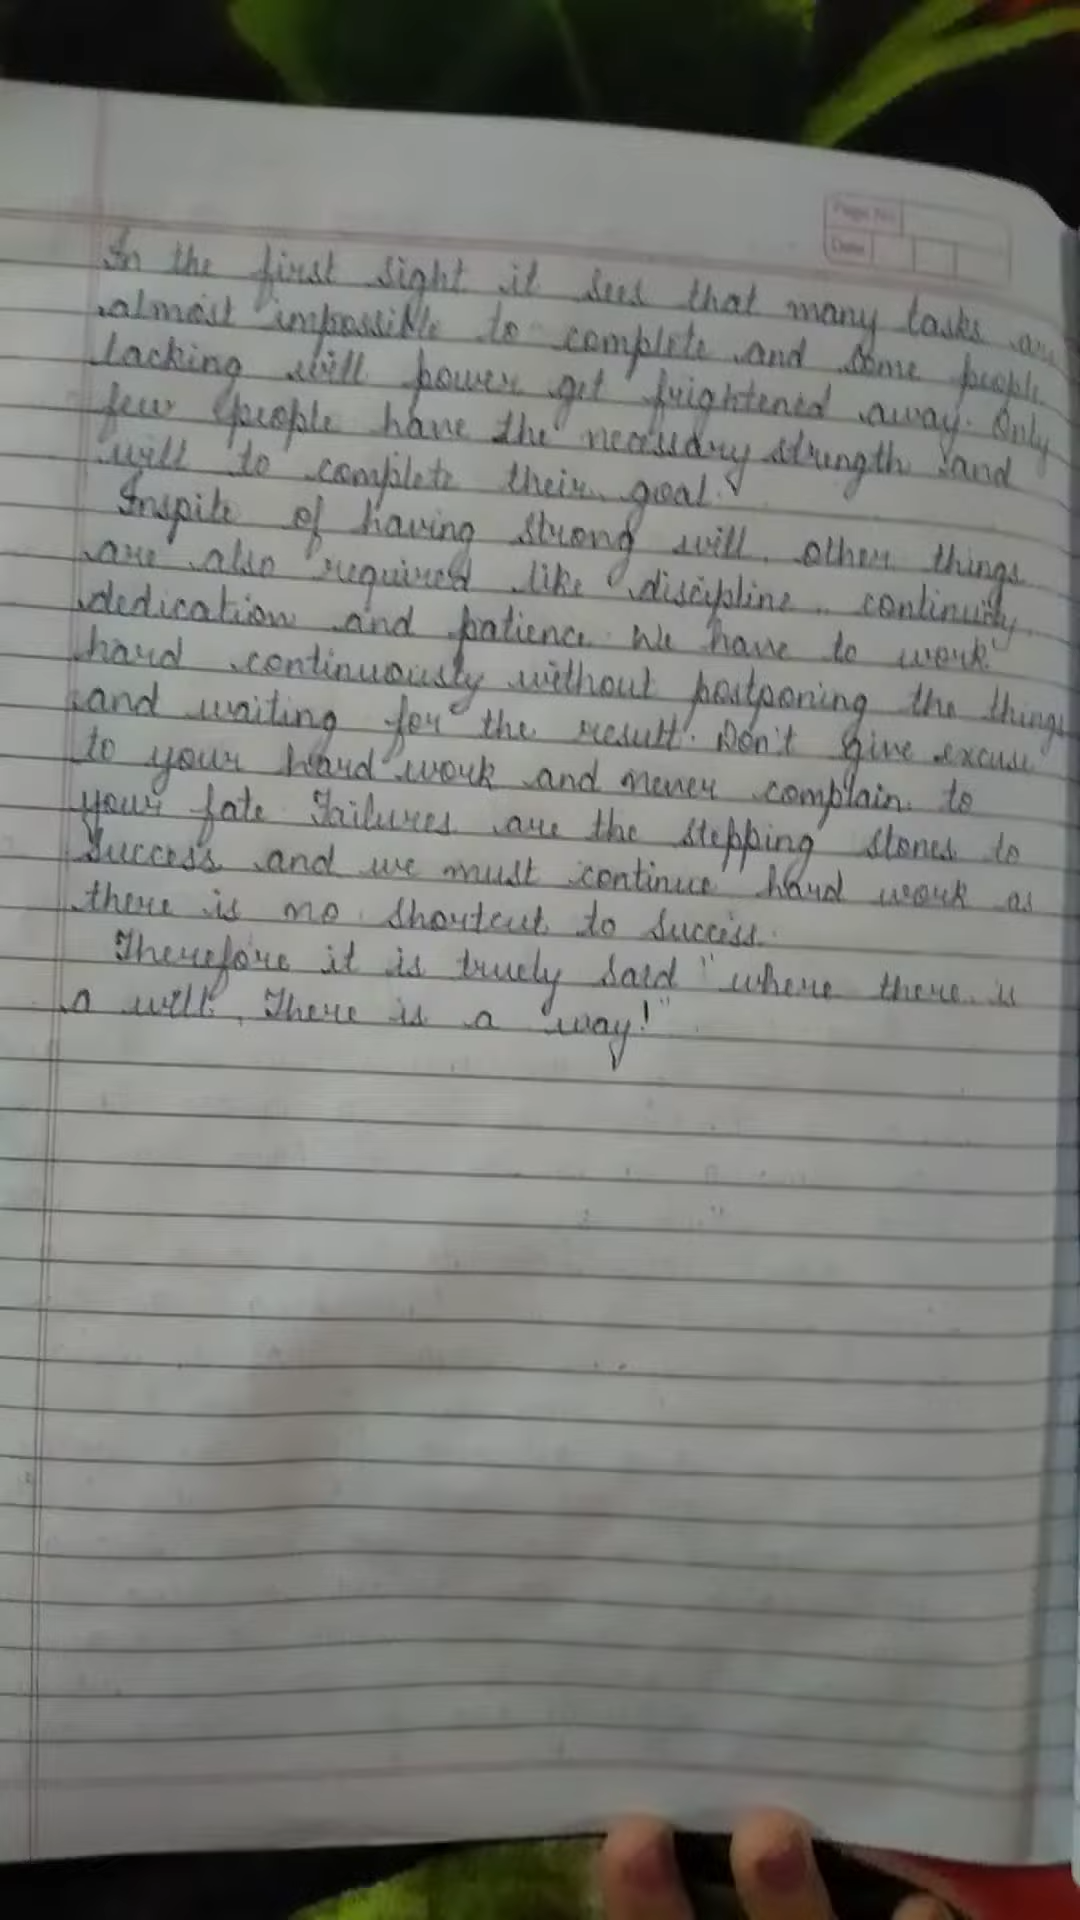 Page No.
Date
In the first sight it sees that many tasks are
almost impossible to complete and some people
lacking will power get frightened away. Only
few people have the necessary strength and
will to complete their goal.
Inspite of having strong will, other things
are also required like discipline, continuity,
dedication and patience. We have to work
hard continuously without postponing the things
and waiting for the result. Don't give excuse
to your hard work and never complain to
your fate. Failures are the stepping stones to
Success and we must continue hard work as
there is no shortcut to success.
Therefore it is truely said "where there is
a will, There is a way!"